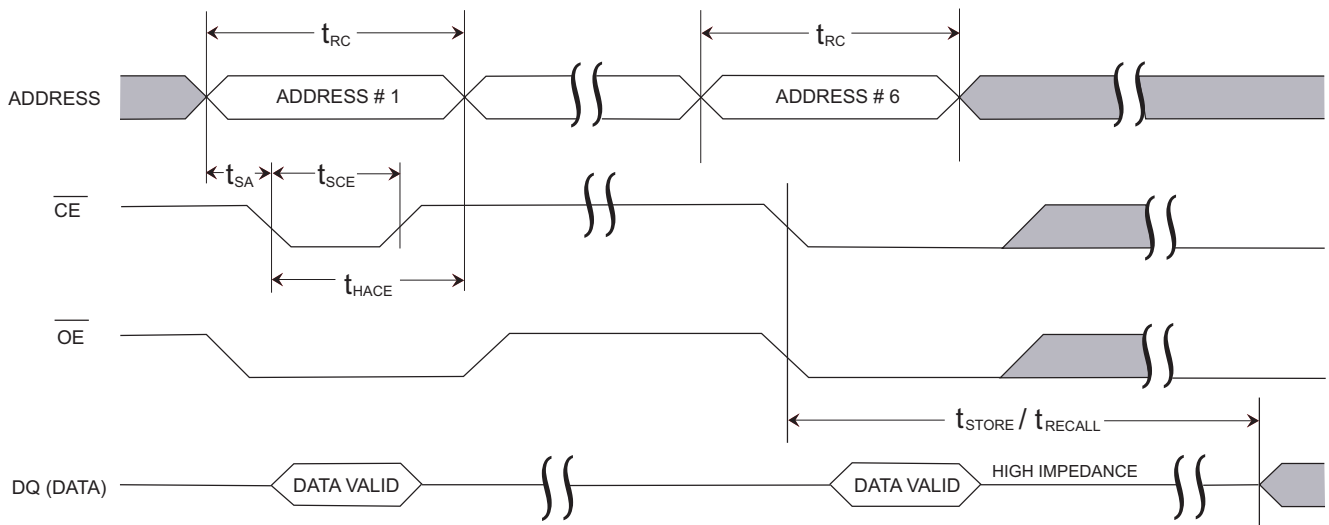 tRC
tRC
ADDRESS
ADDRESS # 1
ADDRESS # 6
tSA
tSCE
CE
tHACE
OE
tSTORE / tRECALL
DQ (DATA)
DATA VALID
DATA VALID
HIGH IMPEDANCE